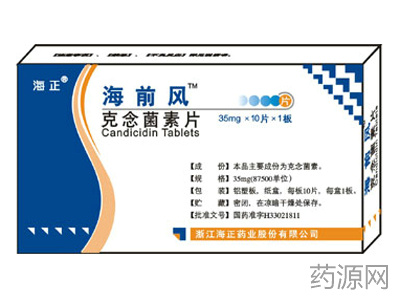 海正®
海前风™
片
克念菌素片
35mg×10片×1板
Candicidin Tablets
【成 份】本品主要成份为克念菌素。
【规 格】35mg(87500单位)
【包 装】铝塑板，纸盒，每板10片，每盒1板。
【贮 藏】密闭，在凉暗干燥处保存。
【批准文号】国药准字H33021811
浙江海正药业股份有限公司
药源网